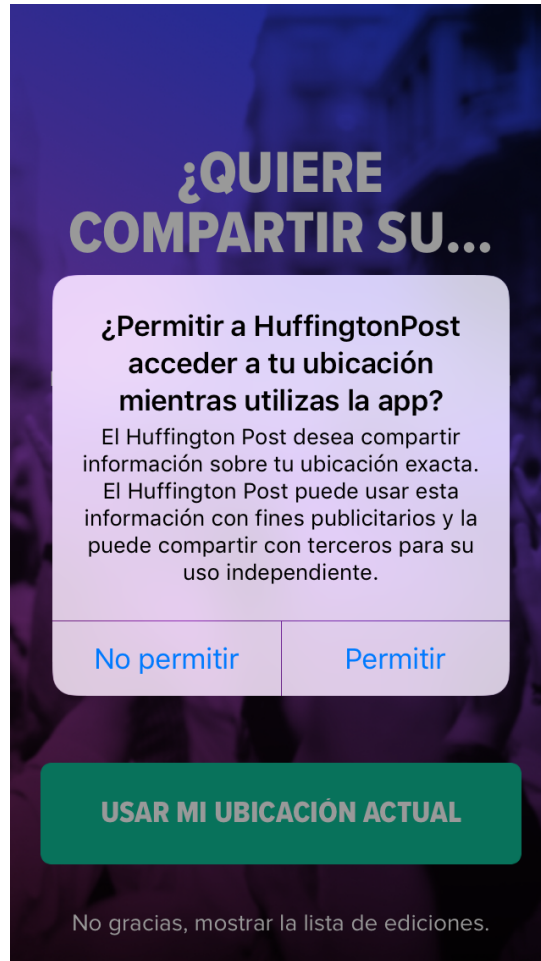 ¿QUIERE
COMPARTIR SU...
¿Permitir a HuffingtonPost
acceder a tu ubicación
mientras utilizas la app?
El Huffington Post desea compartir
información sobre tu ubicación exacta.
El Huffington Post puede usar esta
información con fines publicitarios y la
puede compartir con terceros para su
uso independiente.
No permitir
Permitir
USAR MI UBICACIÓN ACTUAL
No gracias, mostrar la lista de ediciones.